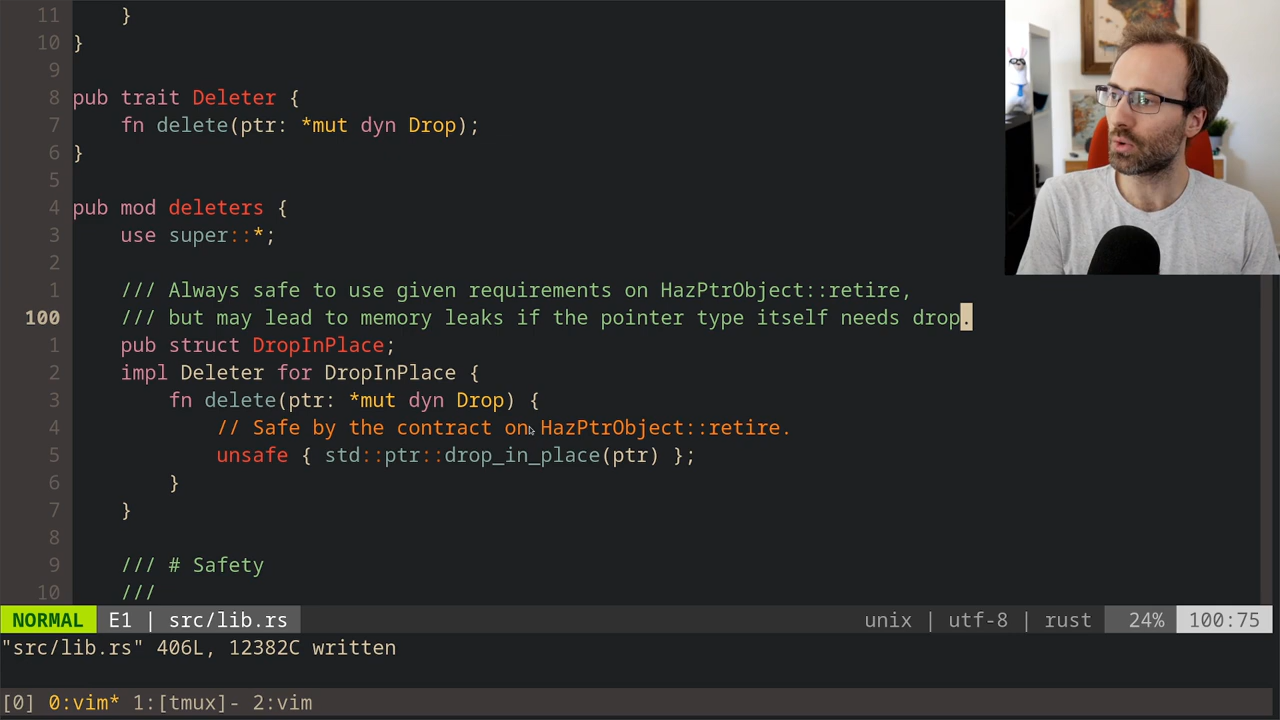 11     }
10 }
9
8 pub trait Deleter {
7     fn delete(ptr: *mut dyn Drop);
6 }
5
4 pub mod deleters {
3     use super::*;
2
1     /// Always safe to use given requirements on HazPtrObject::retire,
100     /// but may lead to memory leaks if the pointer type itself needs drop.
1     pub struct DropInPlace;
2     impl Deleter for DropInPlace {
3         fn delete(ptr: *mut dyn Drop) {
4             // Safe by the contract on HazPtrObject::retire.
5             unsafe { std::ptr::drop_in_place(ptr) };
6         }
7     }
8
9     /// # Safety
10     ///
NORMAL E1 | src/lib.rs unix | utf-8 | rust 24% 100:75
"src/lib.rs" 406L, 12382C written
[0] 0:vim* 1:[tmux]- 2:vim